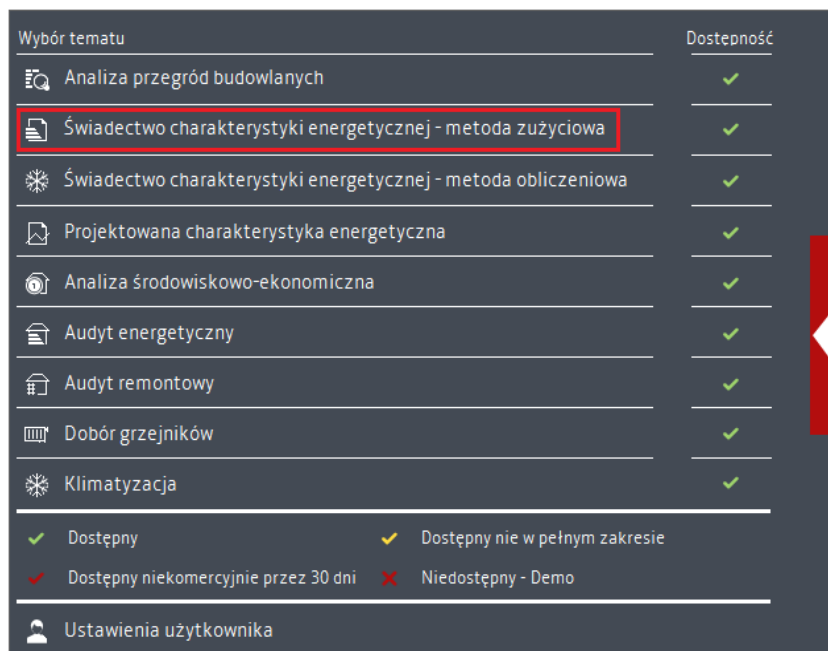 Wybór tematu Dostępność
Analiza przegród budowlanych
Świadectwo charakterystyki energetycznej - metoda zużyciowa
Świadectwo charakterystyki energetycznej - metoda obliczeniowa
Projektowana charakterystyka energetyczna
Analiza środowiskowo-ekonomiczna
Audyt energetyczny
Audyt remontowy
Dobór grzejników
Klimatyzacja
Dostępny Dostępny nie w pełnym zakresie
Dostępny niekomercyjnie przez 30 dni Niedostępny - Demo
Ustawienia użytkownika